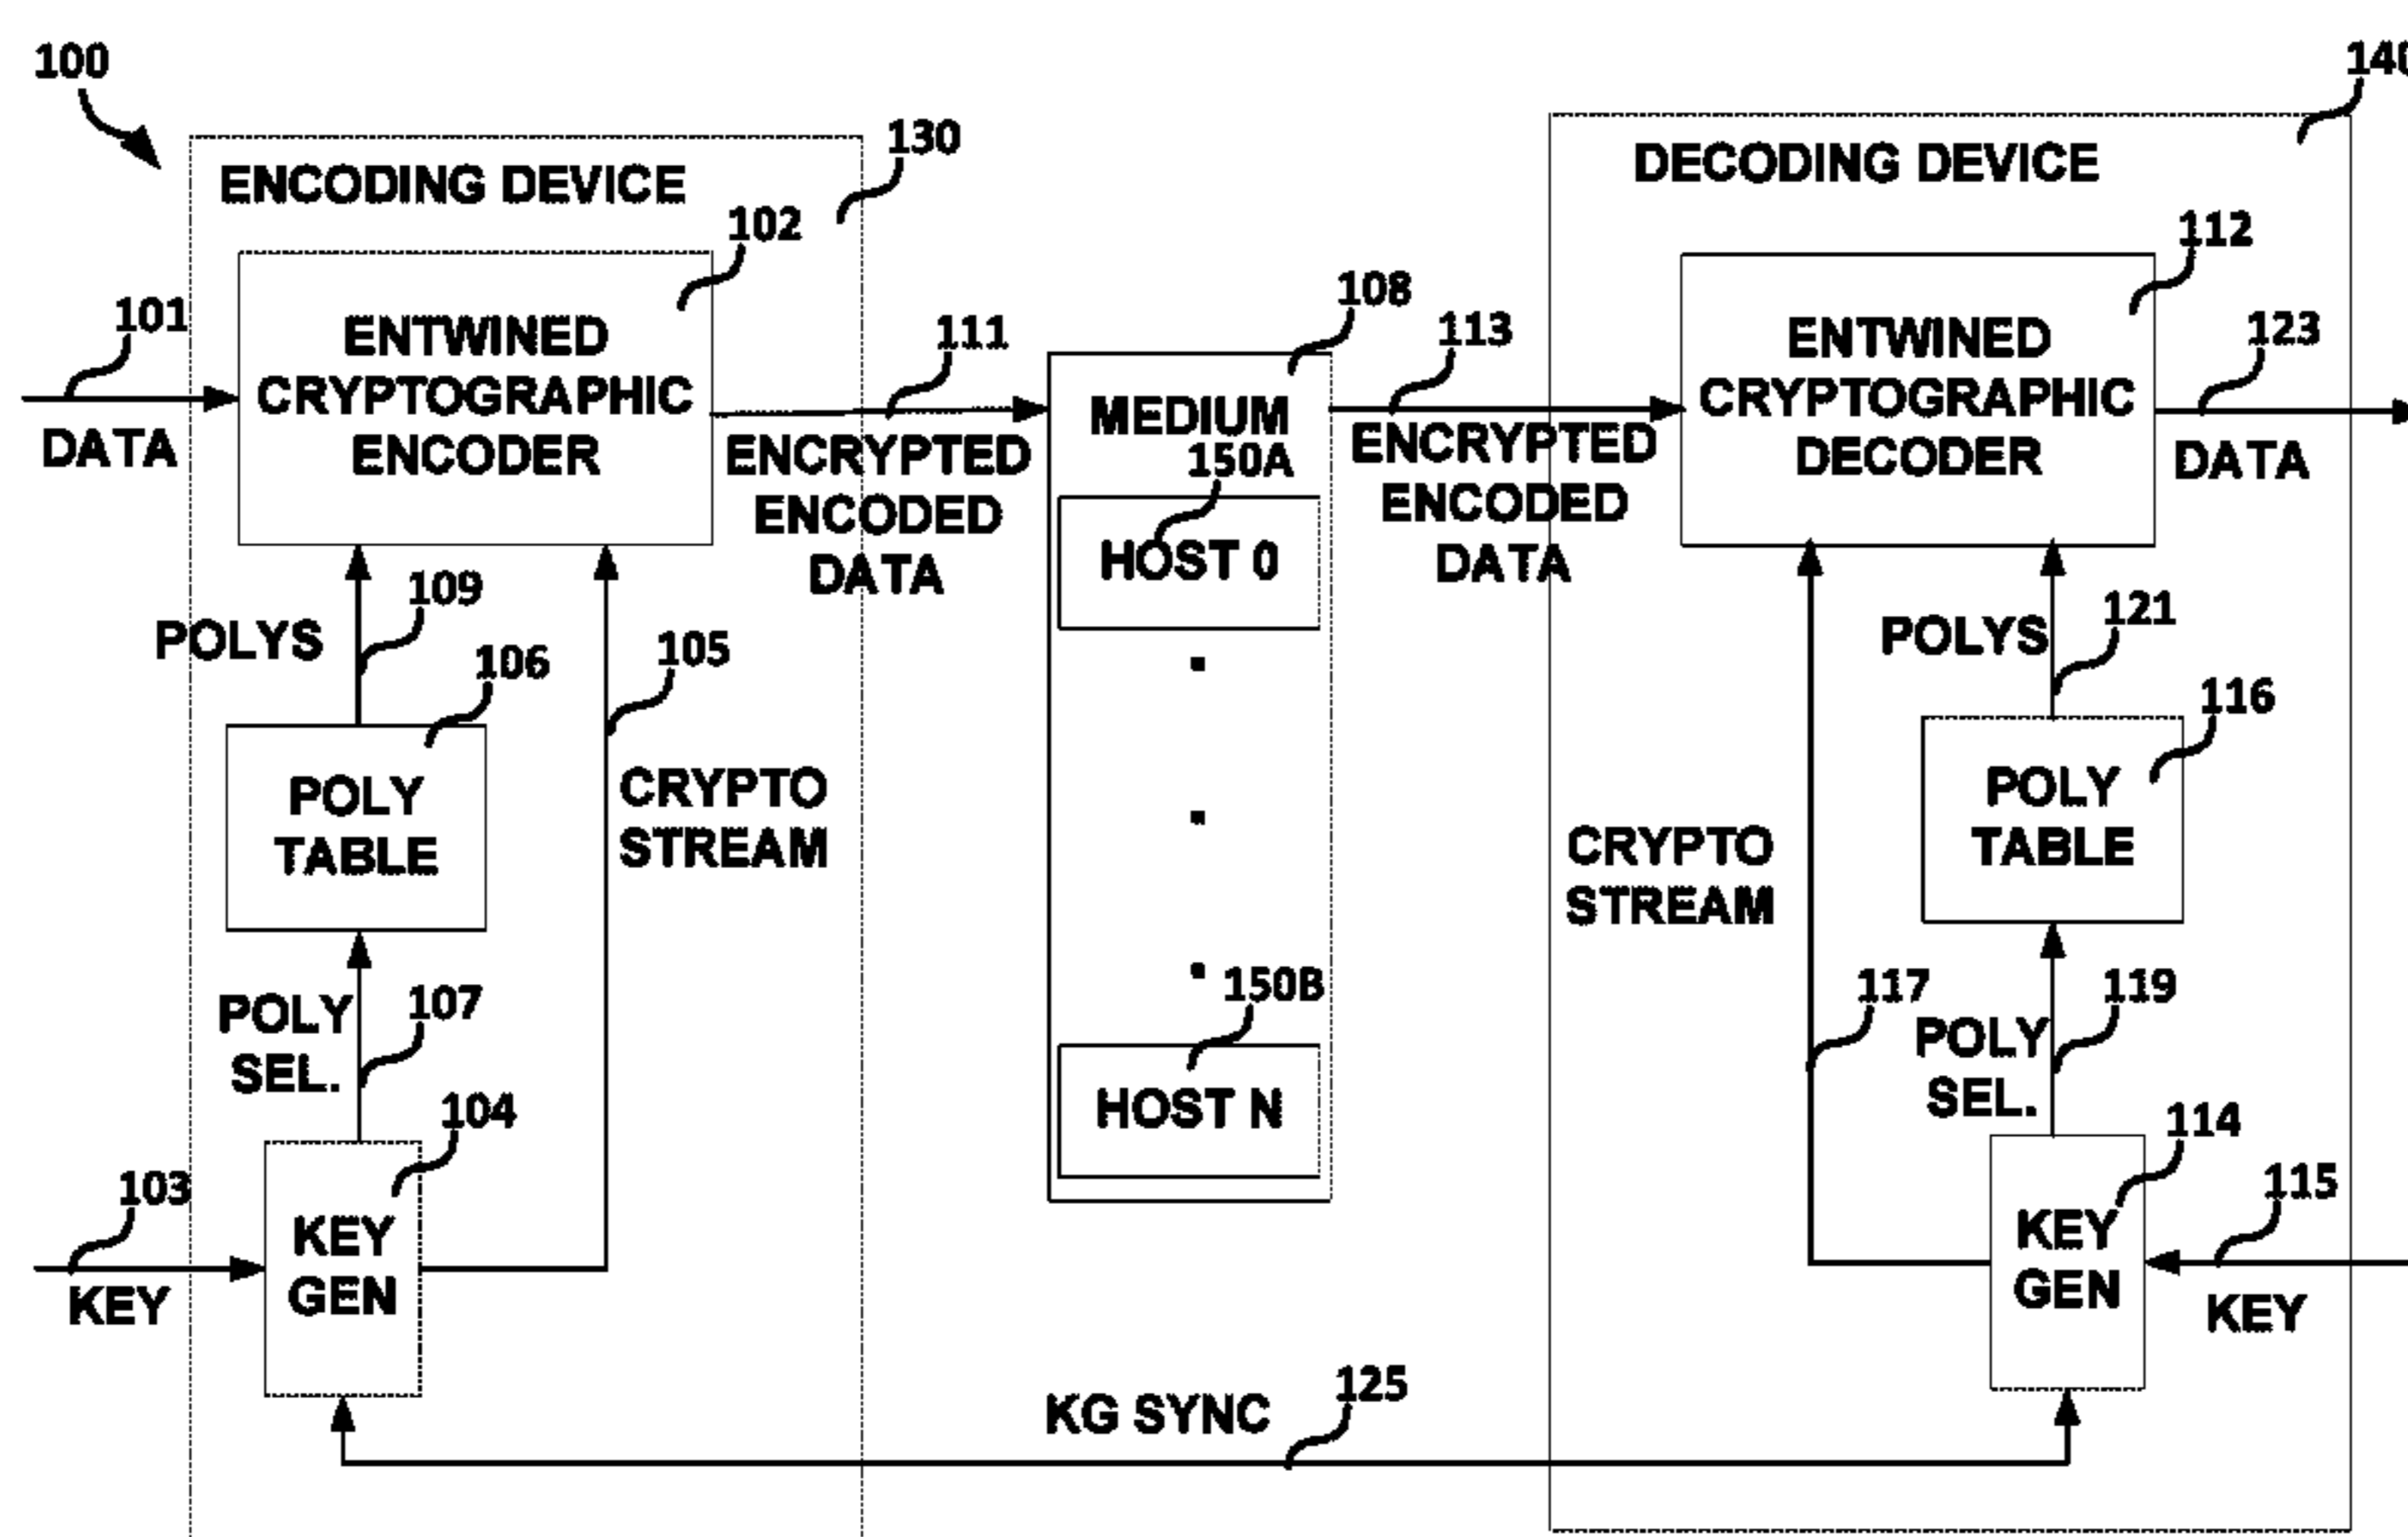 100
140
130
ENCODING DEVICE
DECODING DEVICE
102
112
101
DATA
ENTWINED
CRYPTOGRAPHIC
ENCODER
111
ENCRYPTED
ENCODED
DATA
108
MEDIUM
150A
HOST 0
150B
HOST N
113
ENCRYPTED
ENCODED
DATA
ENTWINED
CRYPTOGRAPHIC
DECODER
123
DATA
109
POLYS
106
105
POLY
TABLE
CRYPTO
STREAM
107
POLY
SEL.
104
103
KEY
KEY
GEN
121
POLYS
116
POLY
TABLE
CRYPTO
STREAM
117
119
POLY
SEL.
114
KEY
GEN
115
KEY
KG SYNC
125